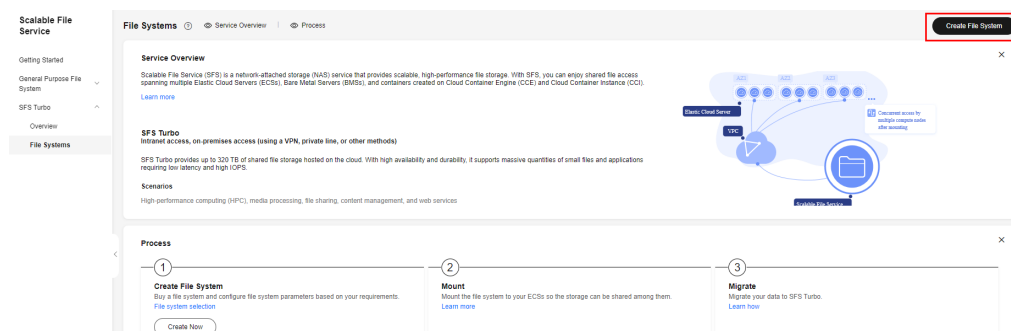 Scalable File
Service
Getting Started
General Purpose File
System
SFS Turbo
Overview
File Systems
File Systems
Service Overview
Process
Create File System
Service Overview
Scalable File Service (SFS) is a network-attached storage (NAS) service that provides scalable, high-performance file storage. With SFS, you can enjoy shared file access
spanning multiple Elastic Cloud Servers (ECSs), Bare Metal Servers (BMSs), and containers created on Cloud Container Engine (CCE) and Cloud Container Instance (CCI).
Learn more
SFS Turbo
Intranet access, on-premises access (using a VPN, private line, or other methods)
SFS Turbo provides up to 320 TB of shared file storage hosted on the cloud. With high availability and durability, it supports massive quantities of small files and applications
requiring low latency and high IOPS.
Scenarios
High-performance computing (HPC), media processing, file sharing, content management, and web services
AZ1
AZ2
AZ3
Elastic Cloud Server
Concurrent access by
multiple compute nodes
after mounting
VPC
Scalable File Service
Process
1
Create File System
Buy a file system and configure file system parameters based on your requirements.
File system selection
Create Now
2
Mount
Mount the file system to your ECSs so the storage can be shared among them.
Learn more
3
Migrate
Migrate your data to SFS Turbo.
Learn how